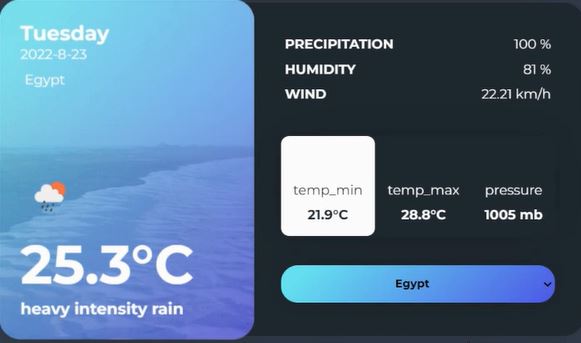 Tuesday
2022-8-23
Egypt
25.3°C
heavy intensity rain
PRECIPITATION 100 %
HUMIDITY 81 %
WIND 22.21 km/h
temp_min temp_max pressure
21.9°C 28.8°C 1005 mb
Egypt